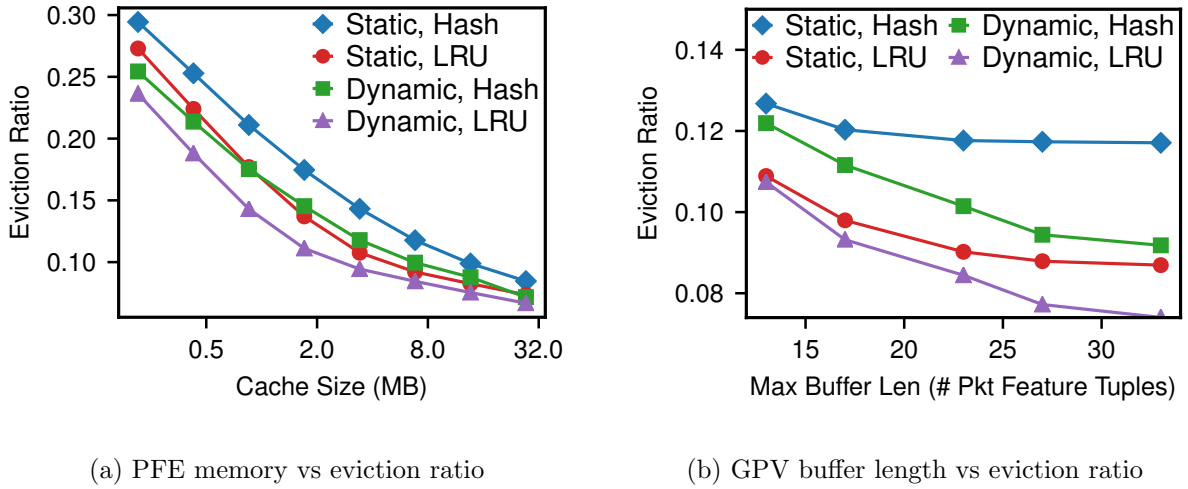 Static, Hash
Static, LRU
Dynamic, Hash
Dynamic, LRU
0.30
0.25
0.20
0.15
0.10
Eviction Ratio
0.5
2.0
8.0
32.0
Cache Size (MB)
(a) PFE memory vs eviction ratio
Static, Hash
Static, LRU
Dynamic, Hash
Dynamic, LRU
0.14
0.12
0.10
0.08
Eviction Ratio
15
20
25
30
Max Buffer Len (# Pkt Feature Tuples)
(b) GPV buffer length vs eviction ratio